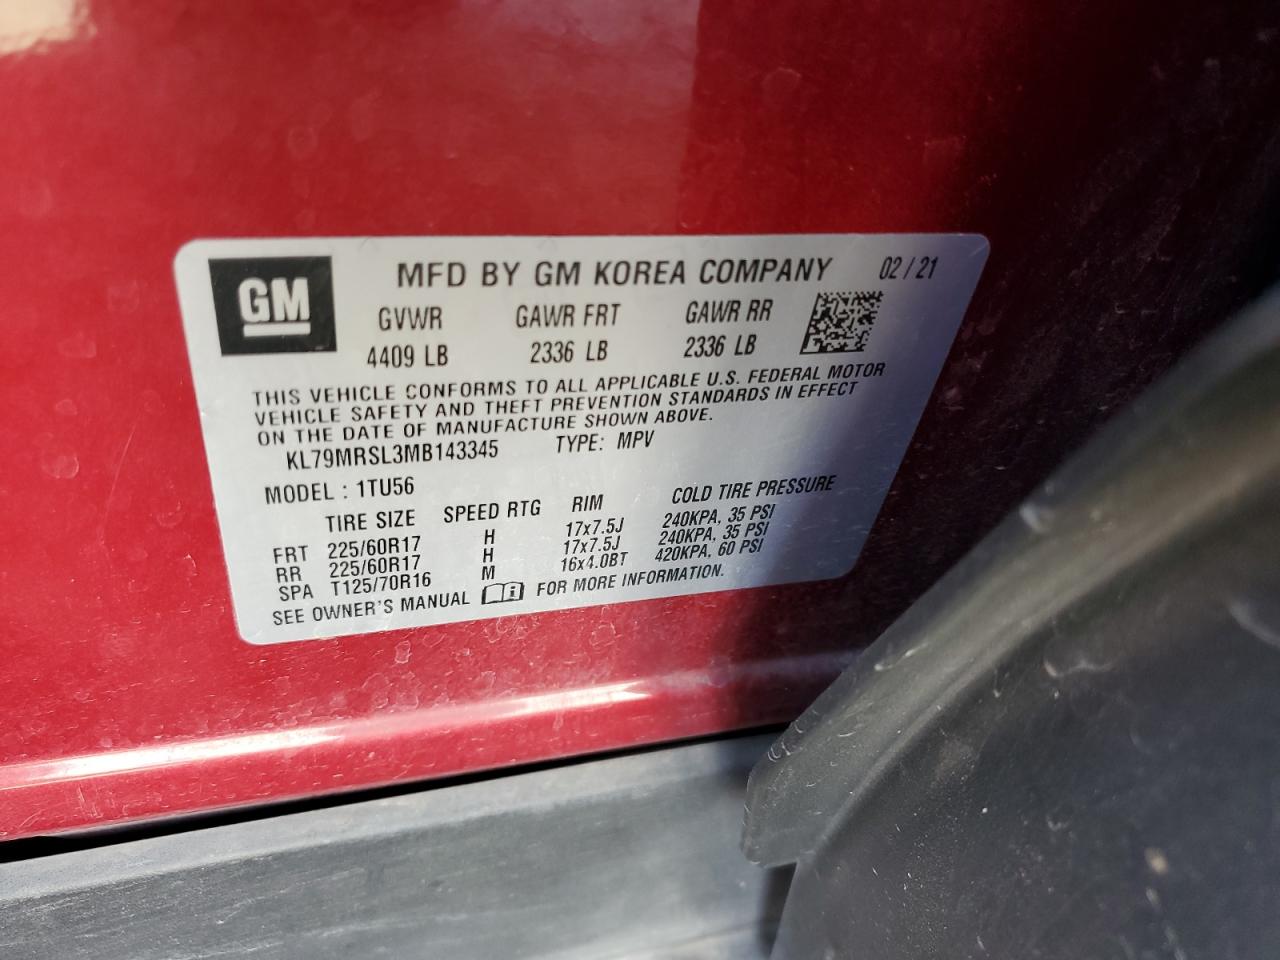 GM
MFD BY GM KOREA COMPANY 02 / 21
GVWR GAWR FRT GAWR RR
4409 LB 2336 LB 2336 LB
THIS VEHICLE CONFORMS TO ALL APPLICABLE U.S. FEDERAL MOTOR
VEHICLE SAFETY AND THEFT PREVENTION STANDARDS IN EFFECT
ON THE DATE OF MANUFACTURE SHOWN ABOVE.
KL79MRSL3MB143345 TYPE: MPV
MODEL : 1TU56
TIRE SIZE SPEED RTG RIM COLD TIRE PRESSURE
FRT 225/60R17 H 17x7.5J 240KPA, 35 PSI
RR 225/60R17 H 17x7.5J 240KPA, 35 PSI
SPA T125/70R16 M 16x4.0BT 420KPA, 60 PSI
SEE OWNER'S MANUAL i FOR MORE INFORMATION.